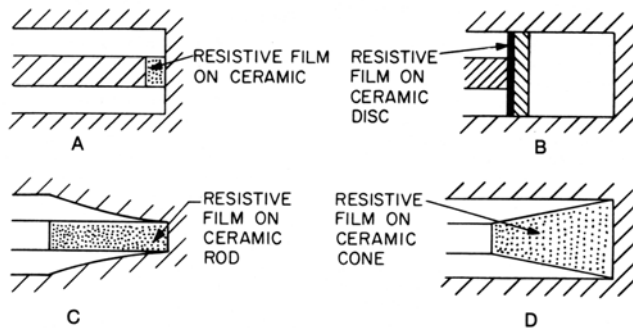 RESISTIVE FILM
ON CERAMIC
A
RESISTIVE
FILM ON
CERAMIC
DISC
B
RESISTIVE
FILM ON
CERAMIC
ROD
C
RESISTIVE
FILM ON
CERAMIC
CONE
D